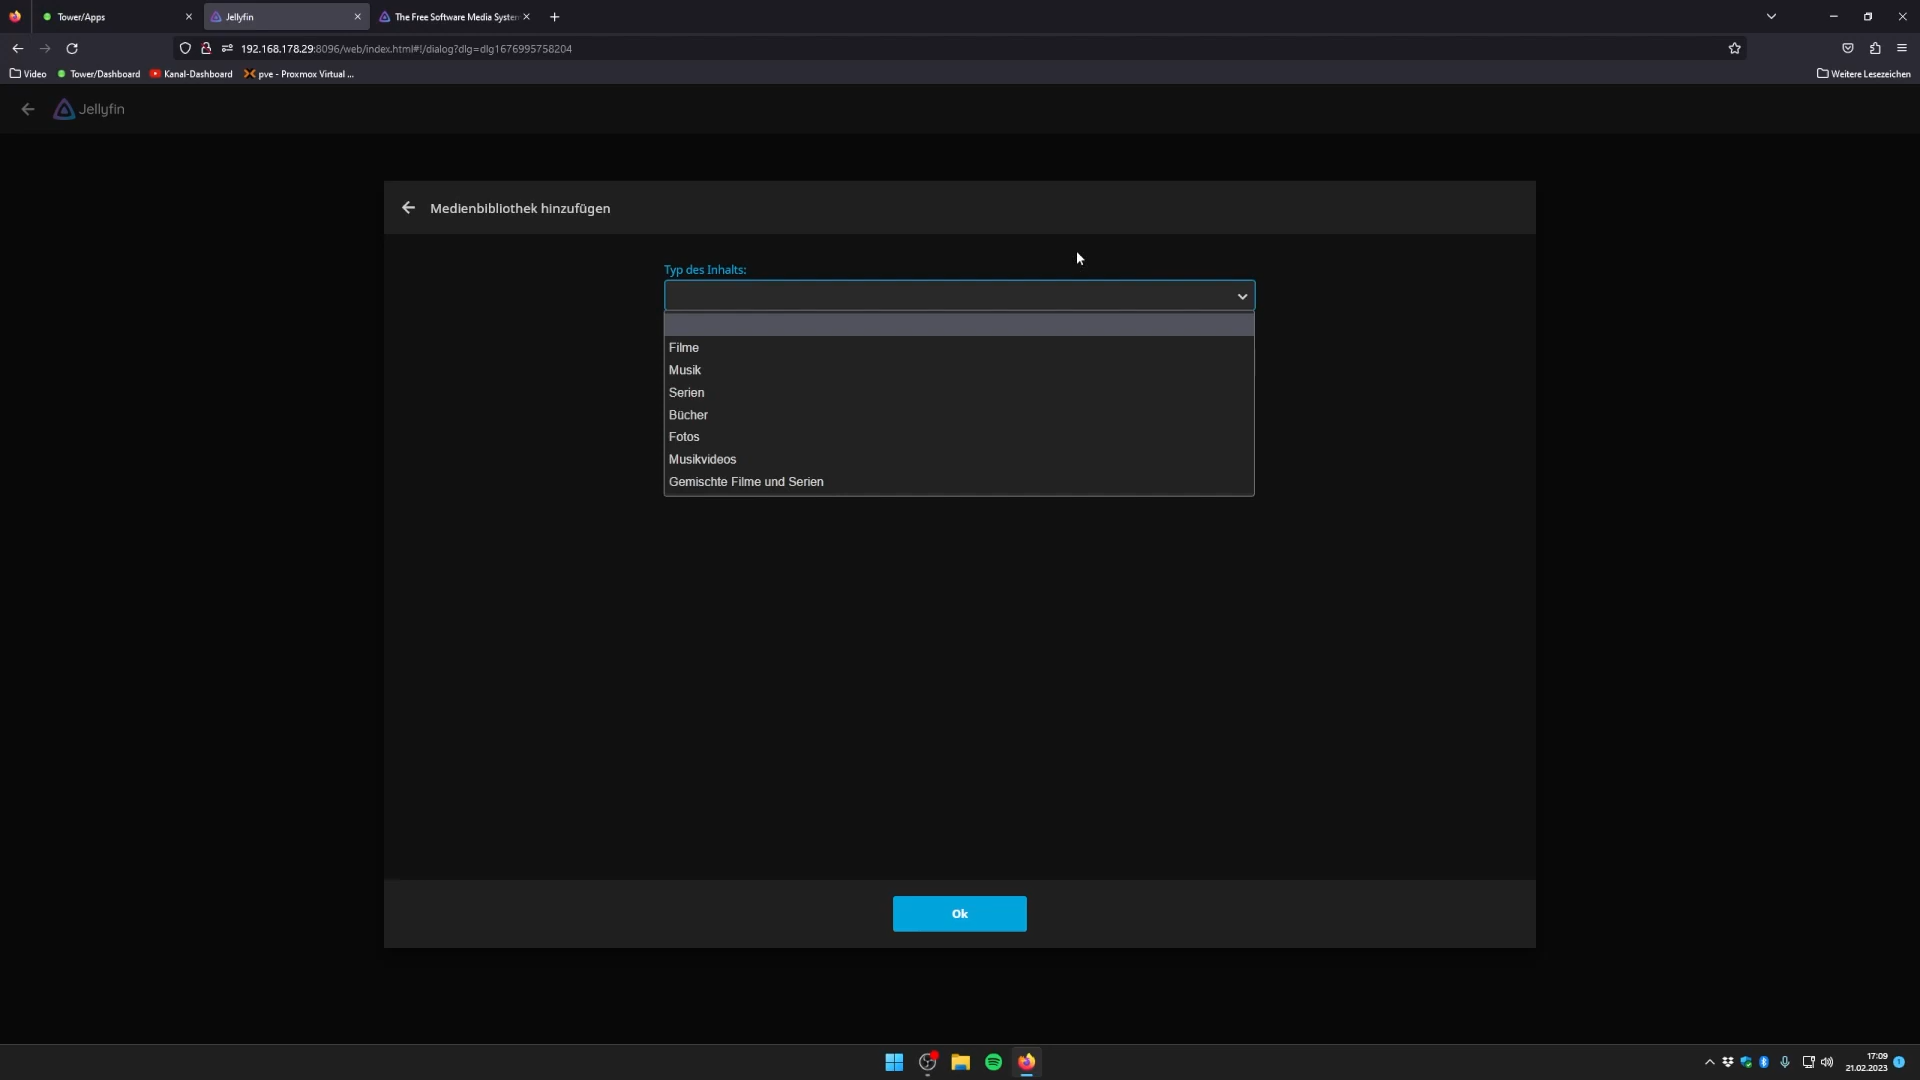 Tower/Apps
Jellyfin
The Free Software Media System
192.168.178.29:8096/web/index.html#!/dialog?dlg=dlg1676995758204
Video
Tower/Dashboard
Kanal-Dashboard
pve - Proxmox Virtual ...
Weitere Lesezeichen
Jellyfin
Medienbibliothek hinzufügen
Typ des Inhalts:
Filme
Musik
Serien
Bücher
Fotos
Musikvideos
Gemischte Filme und Serien
Ok
17:09
21.02.2023
1